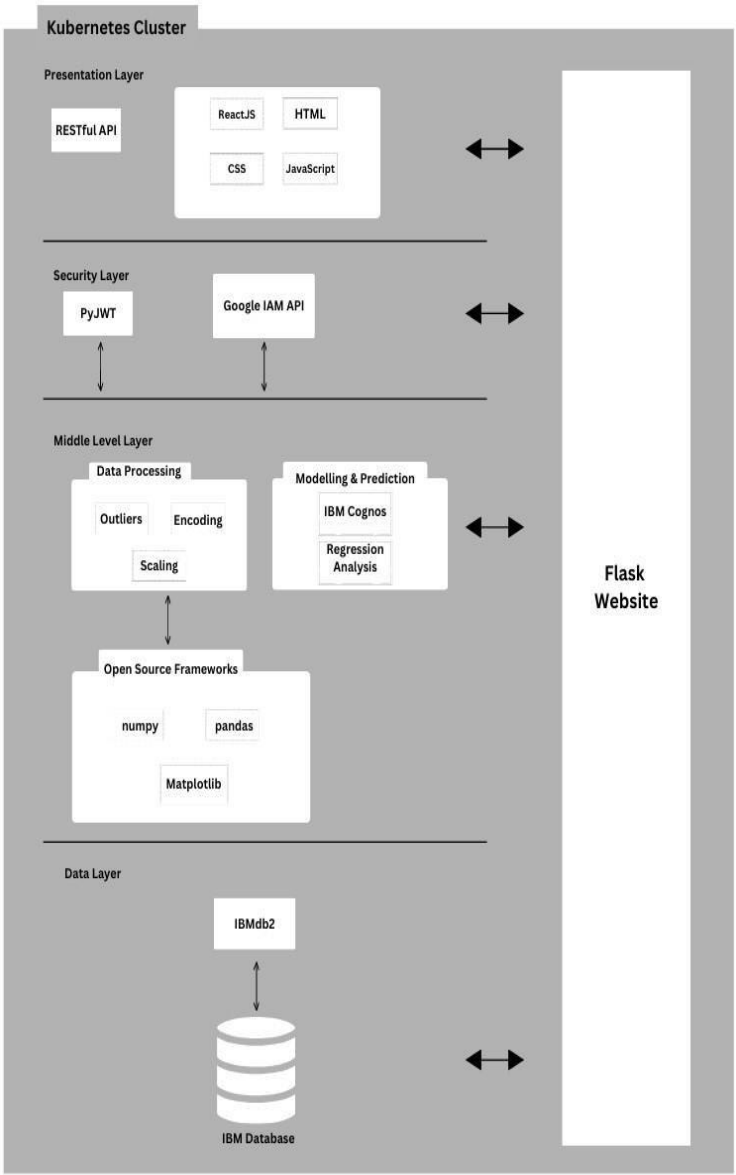 Kubernetes Cluster
Presentation Layer
RESTful API
ReactJS
HTML
CSS
JavaScript
Security Layer
PyJWT
Google IAM API
Middle Level Layer
Data Processing
Outliers
Encoding
Scaling
Modelling & Prediction
IBM Cognos
Regression
Analysis
Open Source Frameworks
numpy
pandas
Matplotlib
Data Layer
IBMdb2
IBM Database
Flask
Website